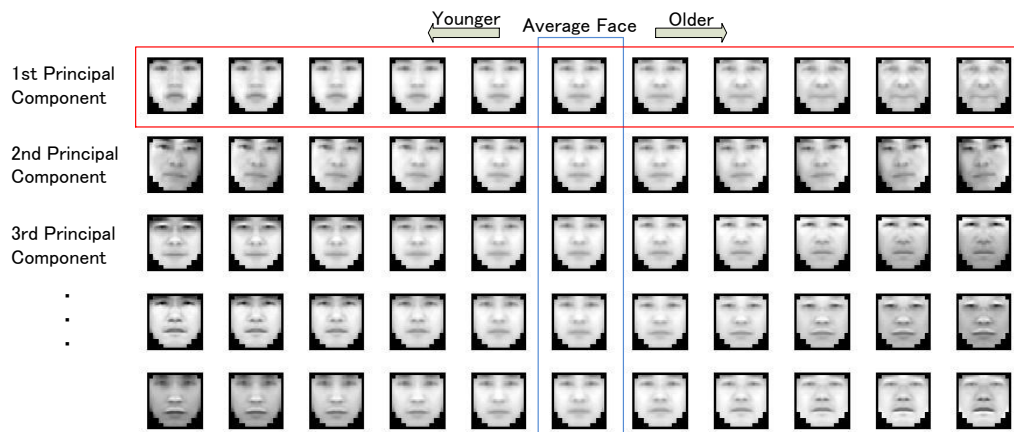 Younger
Average Face
Older
1st Principal
Component
2nd Principal
Component
3rd Principal
Component